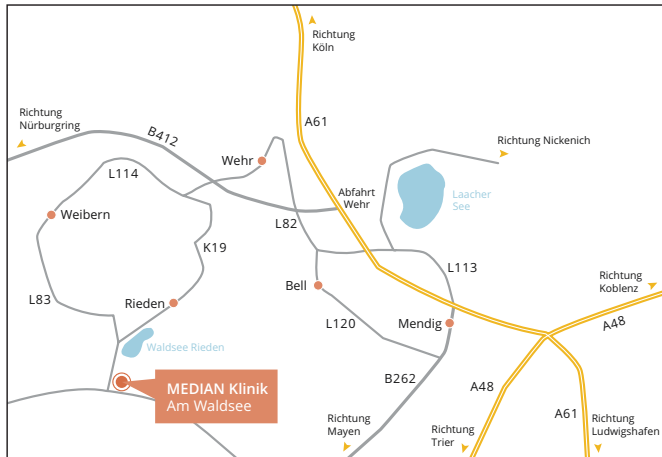 Richtung
Köln
Richtung
Nürburgring
B412
A61
Richtung Nickenich
Wehr
L114
Abfahrt
Wehr
Laacher
See
Weibern
L82
K19
L113
Bell
Richtung
Koblenz
L83
Rieden
L120
Mendig
A48
Waldsee Rieden
MEDIAN Klinik
Am Waldsee
B262
A48
A61
Richtung
Mayen
Richtung
Trier
Richtung
Ludwigshafen